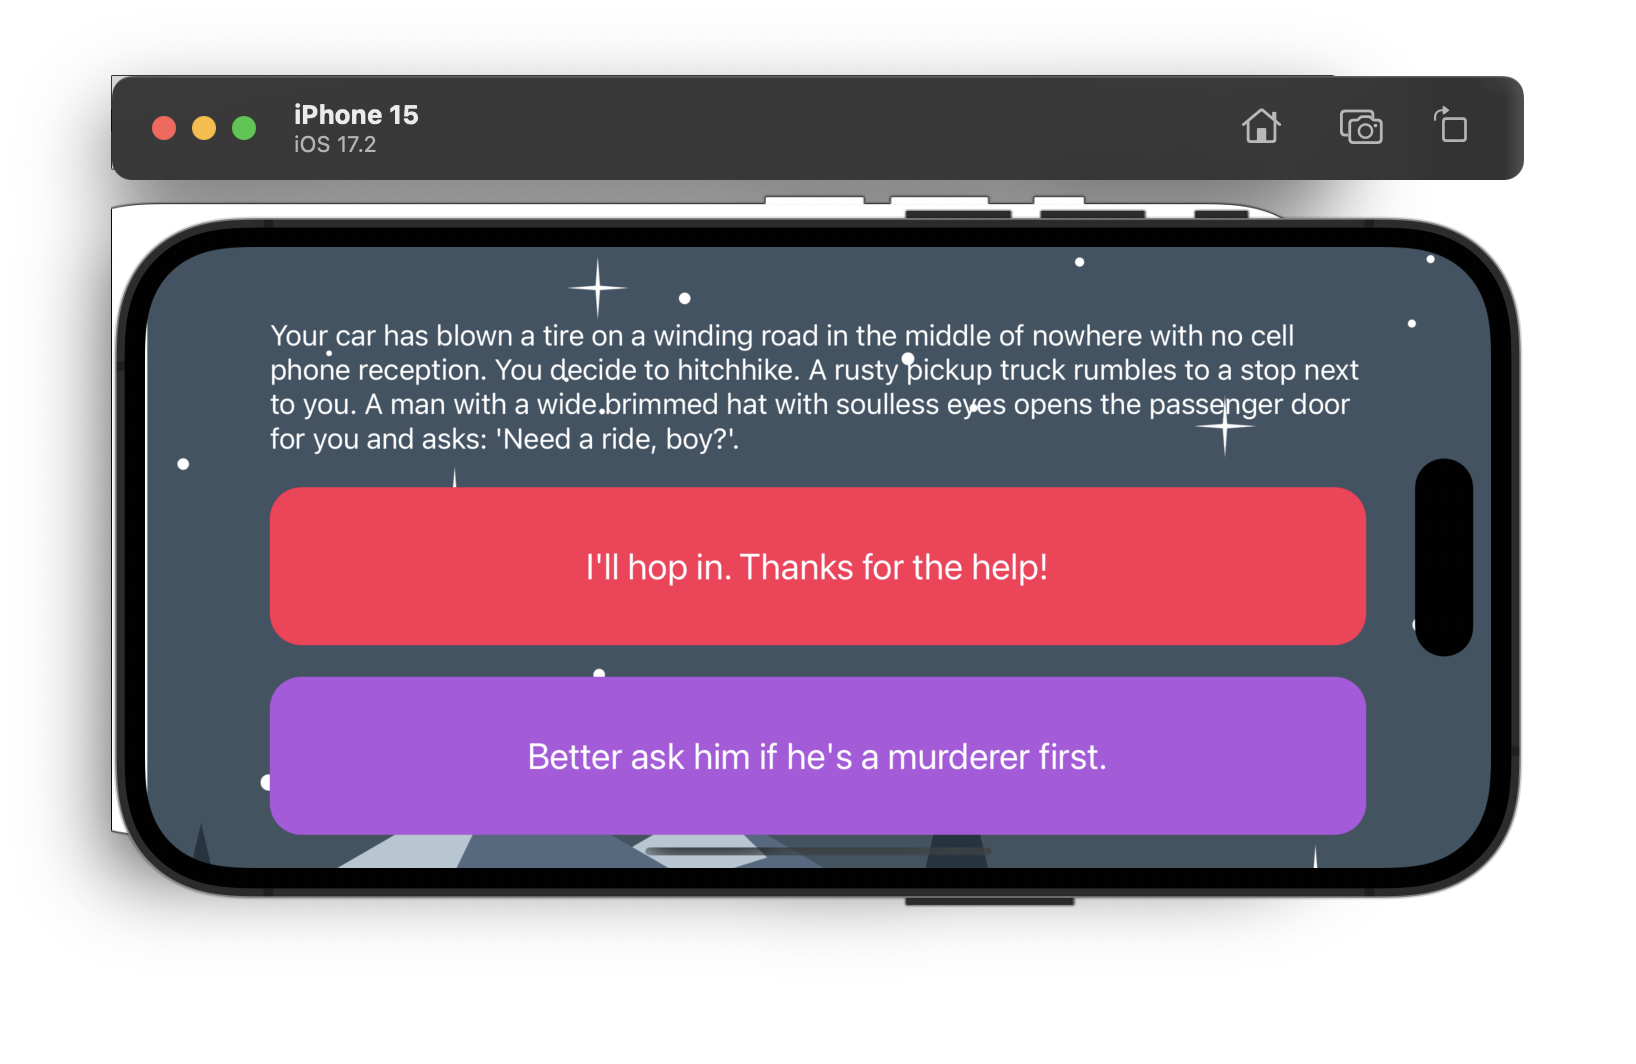 iPhone 15
iOS 17.2
Your car has blown a tire on a winding road in the middle of nowhere with no cell
phone reception. You decide to hitchhike. A rusty pickup truck rumbles to a stop next
to you. A man with a wide brimmed hat with soulless eyes opens the passenger door
for you and asks: 'Need a ride, boy?'.
I'll hop in. Thanks for the help!
Better ask him if he's a murderer first.